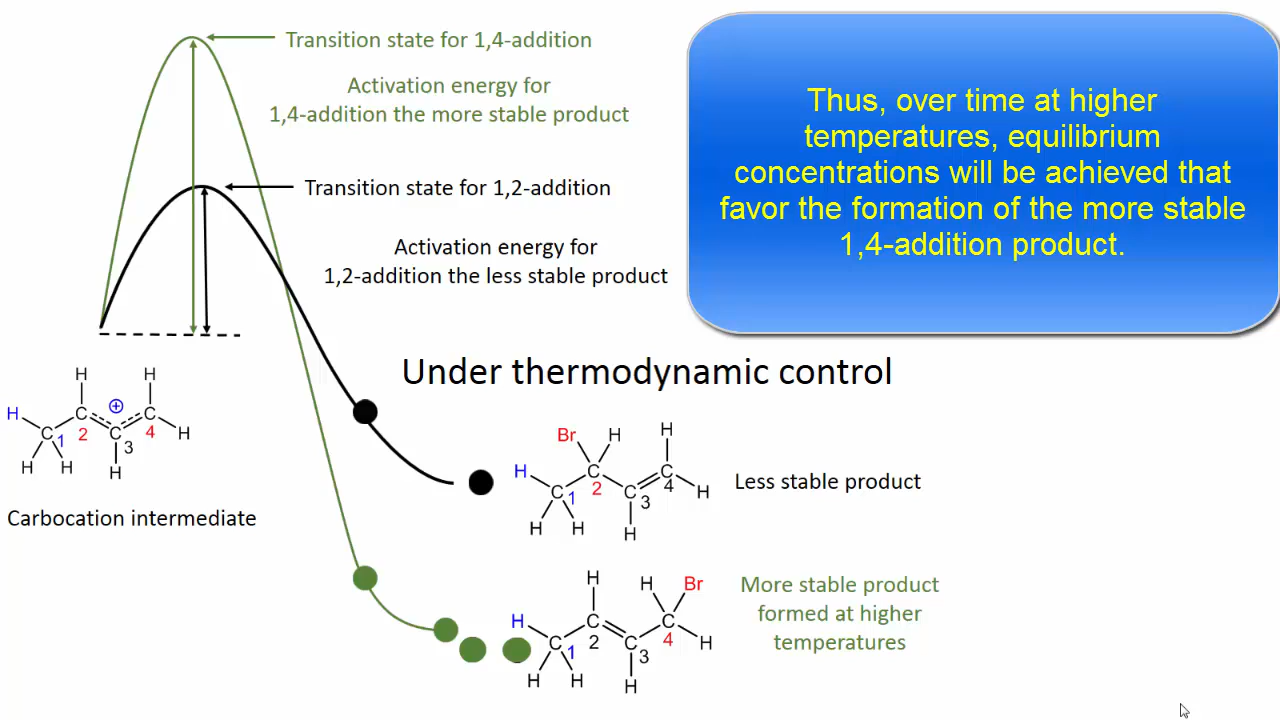 Transition state for 1,4-addition
Activation energy for
1,4-addition the more stable product
Transition state for 1,2-addition
Activation energy for
1,2-addition the less stable product
Thus, over time at higher
temperatures, equilibrium
concentrations will be achieved that
favor the formation of the more stable
1,4-addition product.
Under thermodynamic control
H H
H C ⊕ C
C 1 2 C 3 4 H
H H H
Carbocation intermediate
Br H H
H C C
C 1 2 C 3 4 H
H H H
Less stable product
H H Br
H C C
C 1 2 C 3 4 H
H H H
More stable product
formed at higher
temperatures